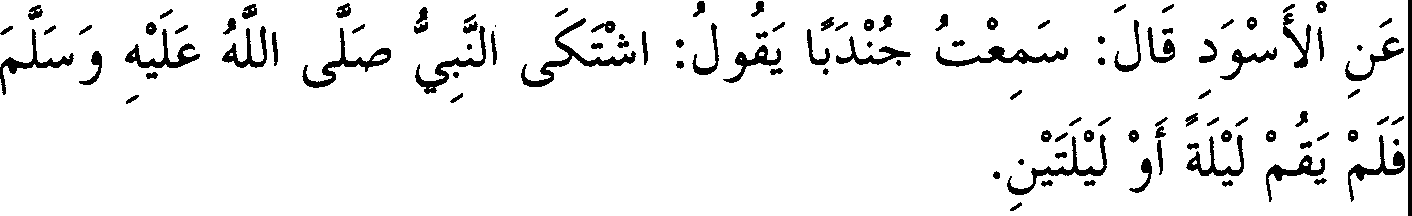 عَنِ الْأَسْوَدِ قَالَ: سَمِعْتُ جُنْدَبًا يَقُولُ: اشْتَكَى النَّبِيُّ صَلَّى اللَّهُ عَلَيْهِ وَسَلَّمَ
فَلَمْ يَقُمْ لَيْلَةً أَوْ لَيْلَتَيْنِ.